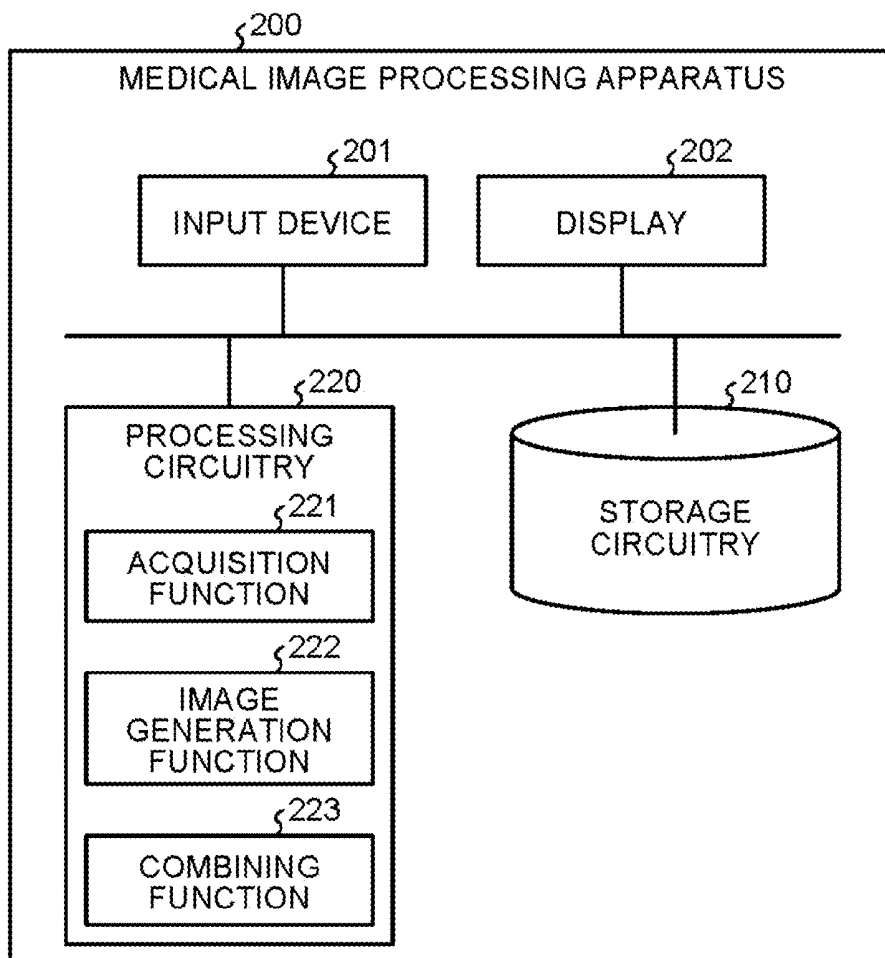 200
MEDICAL IMAGE PROCESSING APPARATUS
201
INPUT DEVICE
202
DISPLAY
220
PROCESSING
CIRCUITRY
221
ACQUISITION
FUNCTION
222
IMAGE
GENERATION
FUNCTION
223
COMBINING
FUNCTION
210
STORAGE
CIRCUITRY